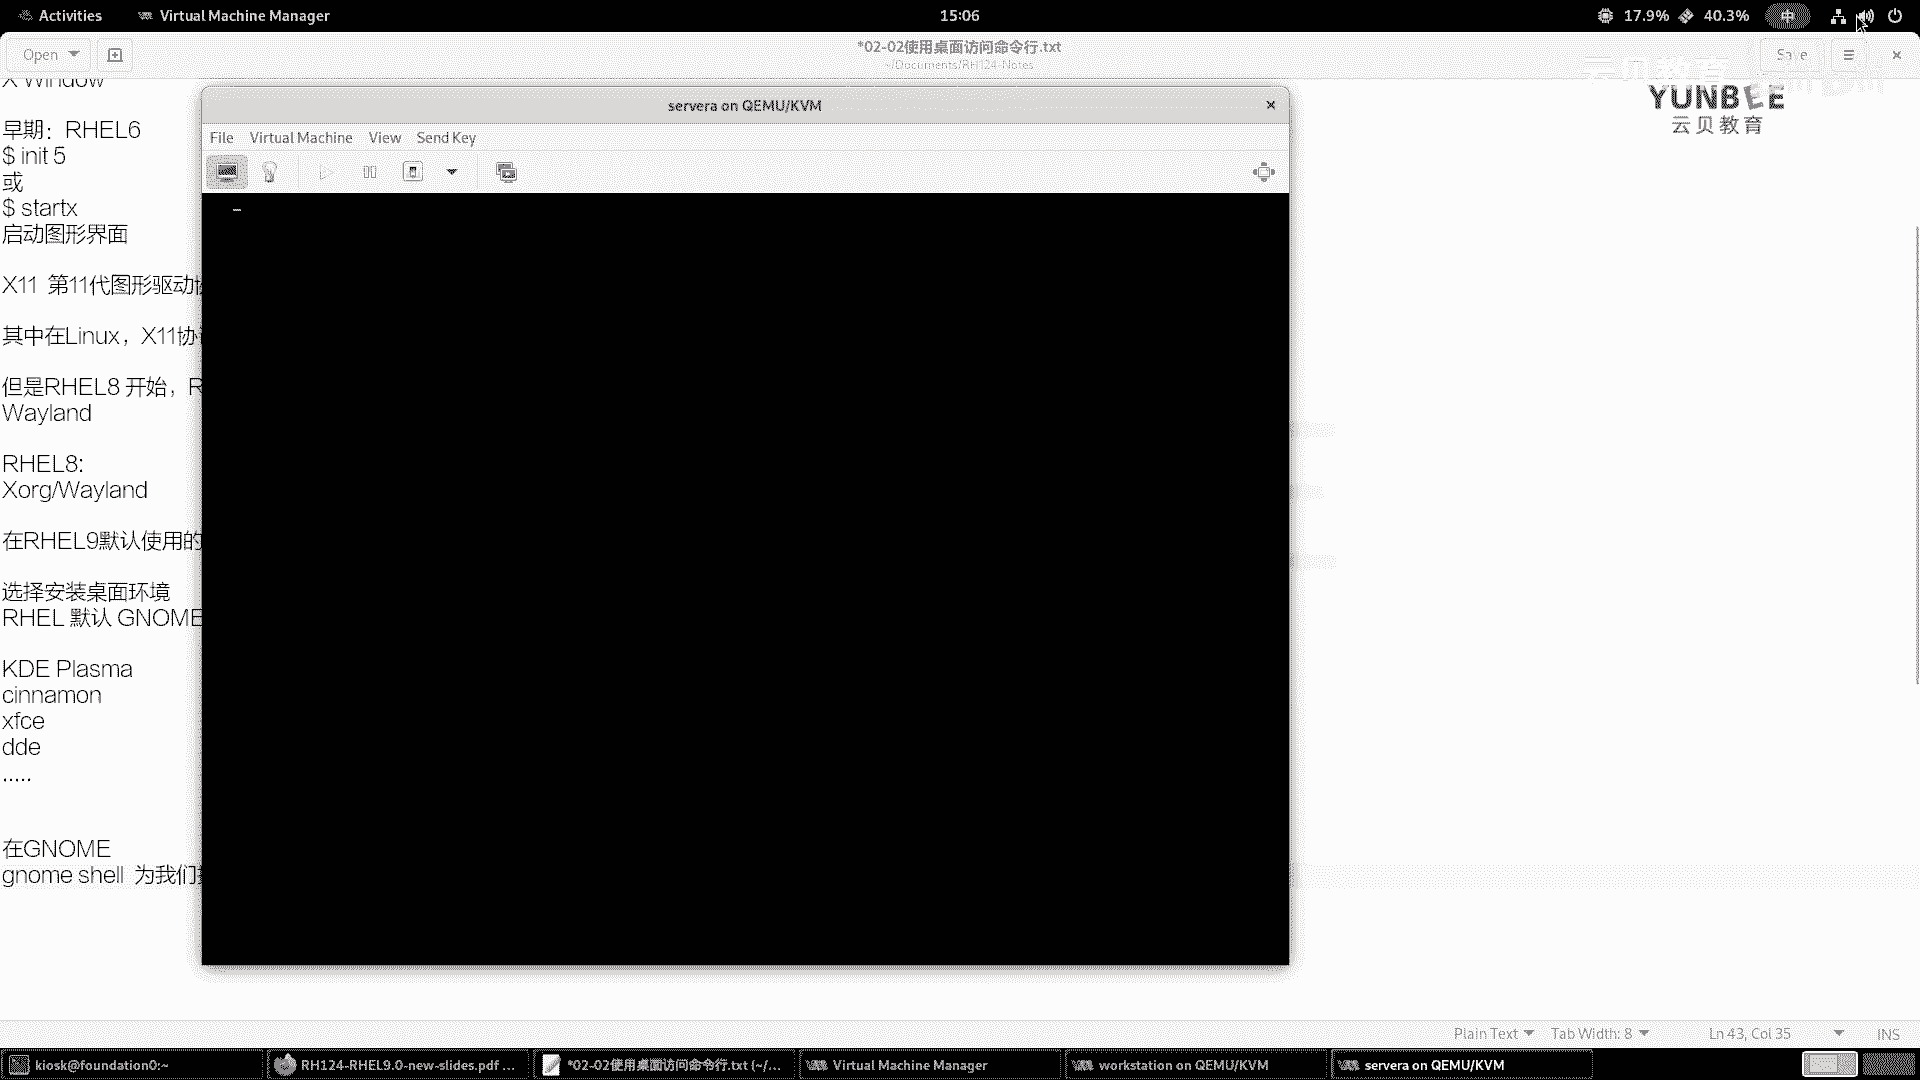 Activities Virtual Machine Manager 15:06 17.9% 40.3% 中
Open *02-02使用桌面访问命令行.txt Save
~/Documents/RH124-Notes
X Window
YUNBEE
云贝教育
早期：RHEL6
$ init 5
或
$ startx
启动图形界面
X11 第11代图形驱动
其中在Linux，X11协
但是RHEL8 开始，R
Wayland
RHEL8:
Xorg/Wayland
在RHEL9默认使用的
选择安装桌面环境
RHEL 默认 GNOME
KDE Plasma
cinnamon
xfce
dde
.....
在GNOME
gnome shell 为我们
servera on QEMU/KVM
File Virtual Machine View Send Key
Plain Text Tab Width: 8 Ln 43, Col 35 INS
kiosk@foundation0:~ RH124-RHEL9.0-new-slides.pdf ... *02-02使用桌面访问命令行.txt (~/... Virtual Machine Manager workstation on QEMU/KVM servera on QEMU/KVM